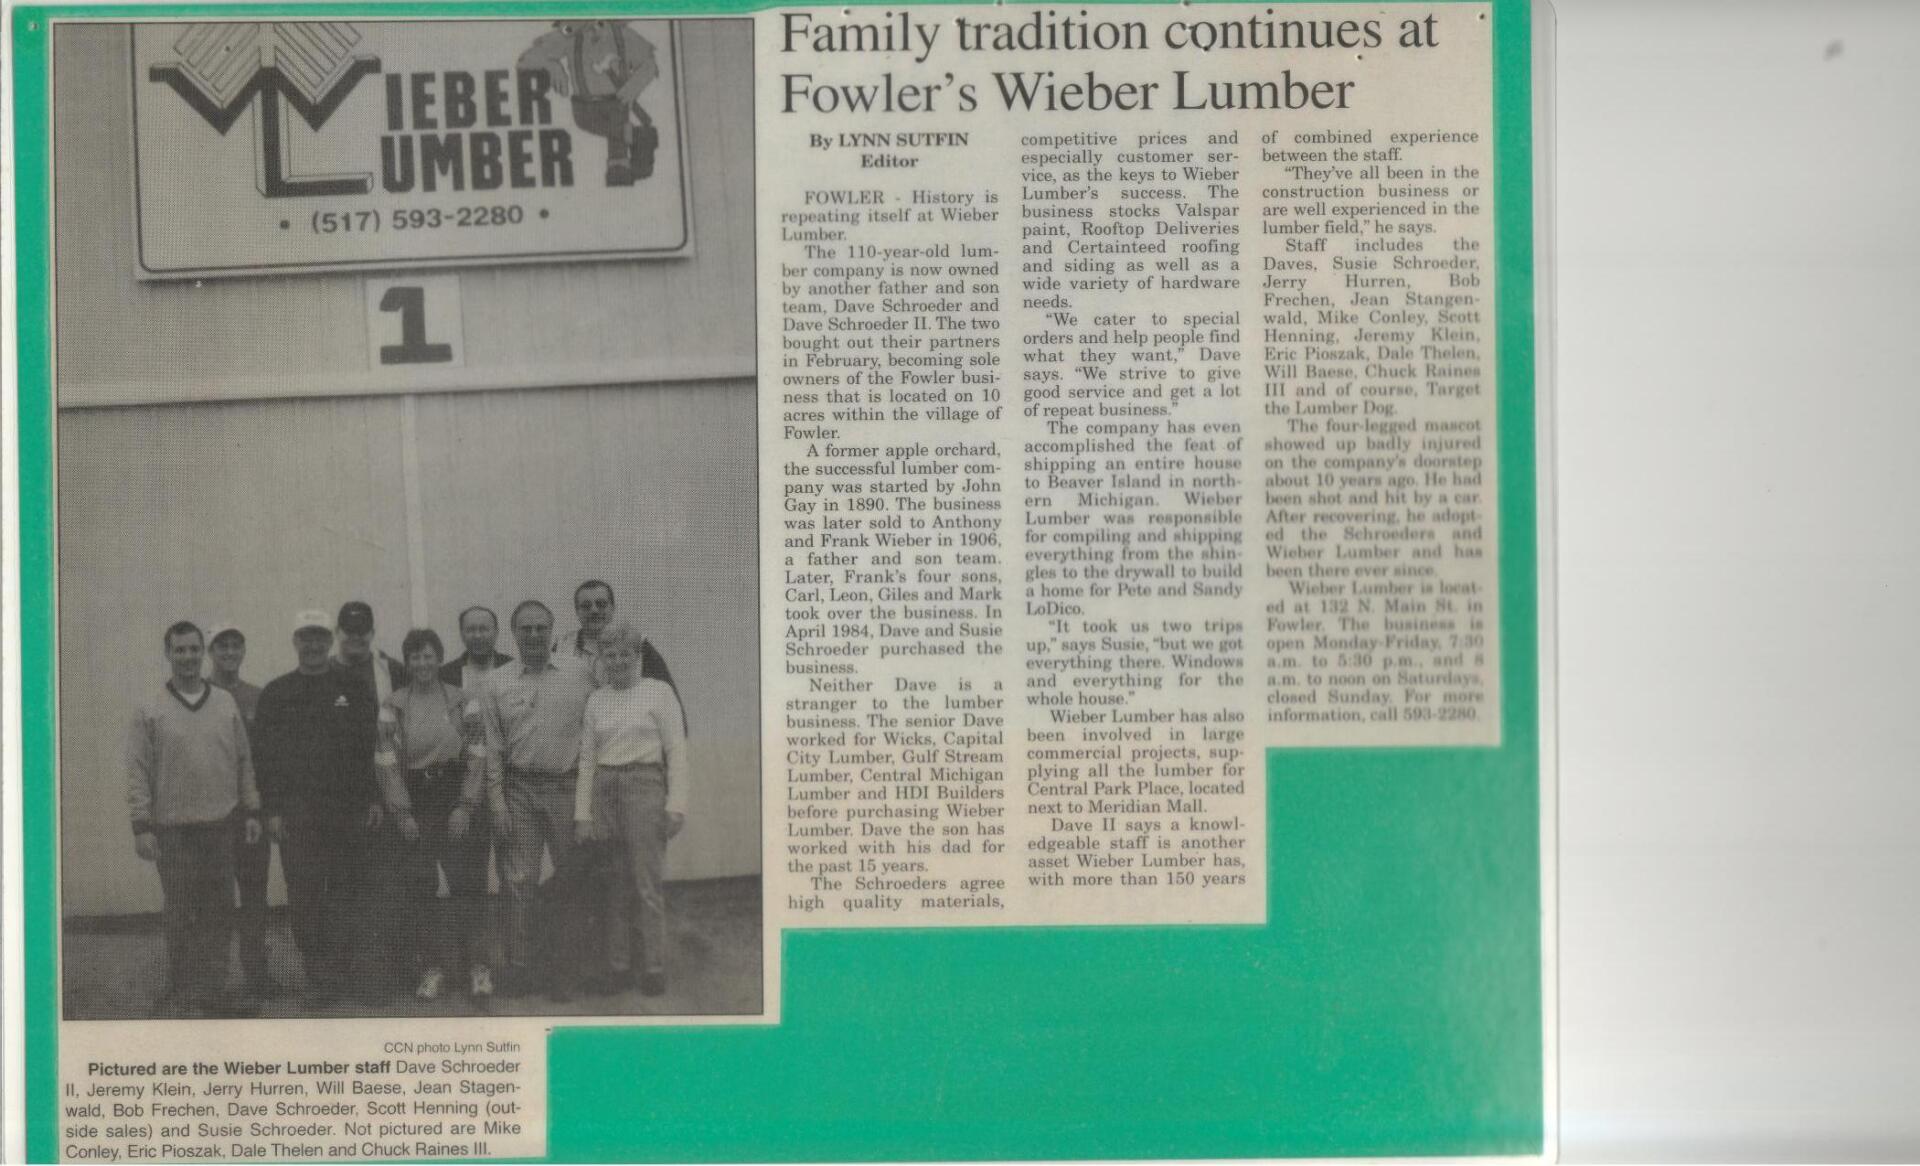 WIEBER
LUMBER
• (517) 593-2280 •
1
Family tradition continues at
Fowler's Wieber Lumber
By LYNN SUTFIN
Editor
FOWLER - History is
repeating itself at Wieber
Lumber.
The 110-year-old lum-
ber company is now owned
by another father and son
team, Dave Schroeder and
Dave Schroeder II. The two
bought out their partners
in February, becoming sole
owners of the Fowler busi-
ness that is located on 10
acres within the village of
Fowler.
A former apple orchard,
the successful lumber com-
pany was started by John
Gay in 1890. The business
was later sold to Anthony
and Frank Wieber in 1906,
a father and son team.
Later, Frank's four sons,
Carl, Leon, Giles and Mark
took over the business. In
April 1984, Dave and Susie
Schroeder purchased the
business.
Neither Dave is a
stranger to the lumber
business. The senior Dave
worked for Wicks, Capital
City Lumber, Gulf Stream
Lumber, Central Michigan
Lumber and HDI Builders
before purchasing Wieber
Lumber. Dave the son has
worked with his dad for
the past 15 years.
The Schroeders agree
high quality materials,
competitive prices and
especially customer ser-
vice, as the keys to Wieber
Lumber's success. The
business stocks Valspar
paint, Rooftop Deliveries
and Certainteed roofing
and siding as well as a
wide variety of hardware
needs.
"We cater to special
orders and help people find
what they want," Dave
says. "We strive to give
good service and get a lot
of repeat business."
The company has even
accomplished the feat of
shipping an entire house
to Beaver Island in north-
ern Michigan. Wieber
Lumber was responsible
for compiling and shipping
everything from the shin-
gles to the drywall to build
a home for Pete and Sandy
LoDico.
"It took us two trips
up," says Susie, "but we got
everything there. Windows
and everything for the
whole house."
Wieber Lumber has also
been involved in large
commercial projects, sup-
plying all the lumber for
Central Park Place, located
next to Meridian Mall.
Dave II says a knowl-
edgeable staff is another
asset Wieber Lumber has,
with more than 150 years
of combined experience
between the staff.
"They've all been in the
construction business or
are well experienced in the
lumber field," he says.
Staff includes the
Daves, Susie Schroeder,
Jerry Hurren, Bob
Frechen, Jean Stangen-
wald, Mike Conley, Scott
Henning, Jeremy Klein,
Eric Pioszak, Dale Thelen,
Will Baese, Chuck Raines
III and of course, Target
the Lumber Dog.
The four-legged mascot
showed up badly injured
on the company's doorstep
about 10 years ago. He had
been shot and hit by a car.
After recovering, he adopt-
ed the Schroeders and
Wieber Lumber and has
been there ever since.
Wieber Lumber is locat-
ed at 132 N. Main St. in
Fowler. The business is
open Monday-Friday, 7:30
a.m. to 5:30 p.m., and 8
a.m. to noon on Saturdays,
closed Sunday. For more
information, call 593-2280.
CCN photo Lynn Sutfin
Pictured are the Wieber Lumber staff Dave Schroeder
II, Jeremy Klein, Jerry Hurren, Will Baese, Jean Stagen-
wald, Bob Frechen, Dave Schroeder, Scott Henning (out-
side sales) and Susie Schroeder. Not pictured are Mike
Conley, Eric Pioszak, Dale Thelen and Chuck Raines III.